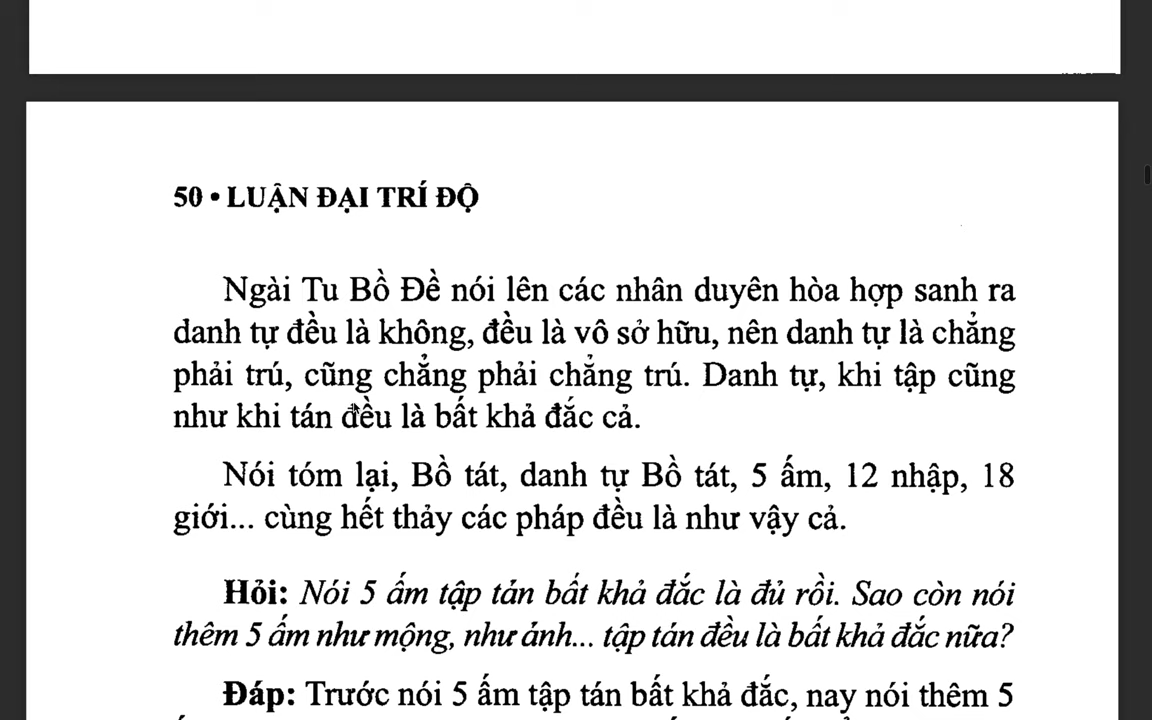 50 • LUẬN ĐẠI TRÍ ĐỘ
Ngài Tu Bồ Đề nói lên các nhân duyên hòa hợp sanh ra
danh tự đều là không, đều là vô sở hữu, nên danh tự là chẳng
phải trú, cũng chẳng phải chẳng trú. Danh tự, khi tập cũng
như khi tán đều là bất khả đắc cả.
Nói tóm lại, Bồ tát, danh tự Bồ tát, 5 ấm, 12 nhập, 18
giới... cùng hết thảy các pháp đều là như vậy cả.
Hỏi: Nói 5 ấm tập tán bất khả đắc là đủ rồi. Sao còn nói
thêm 5 ấm như mộng, như ảnh... tập tán đều là bất khả đắc nữa?
Đáp: Trước nói 5 ấm tập tán bất khả đắc, nay nói thêm 5